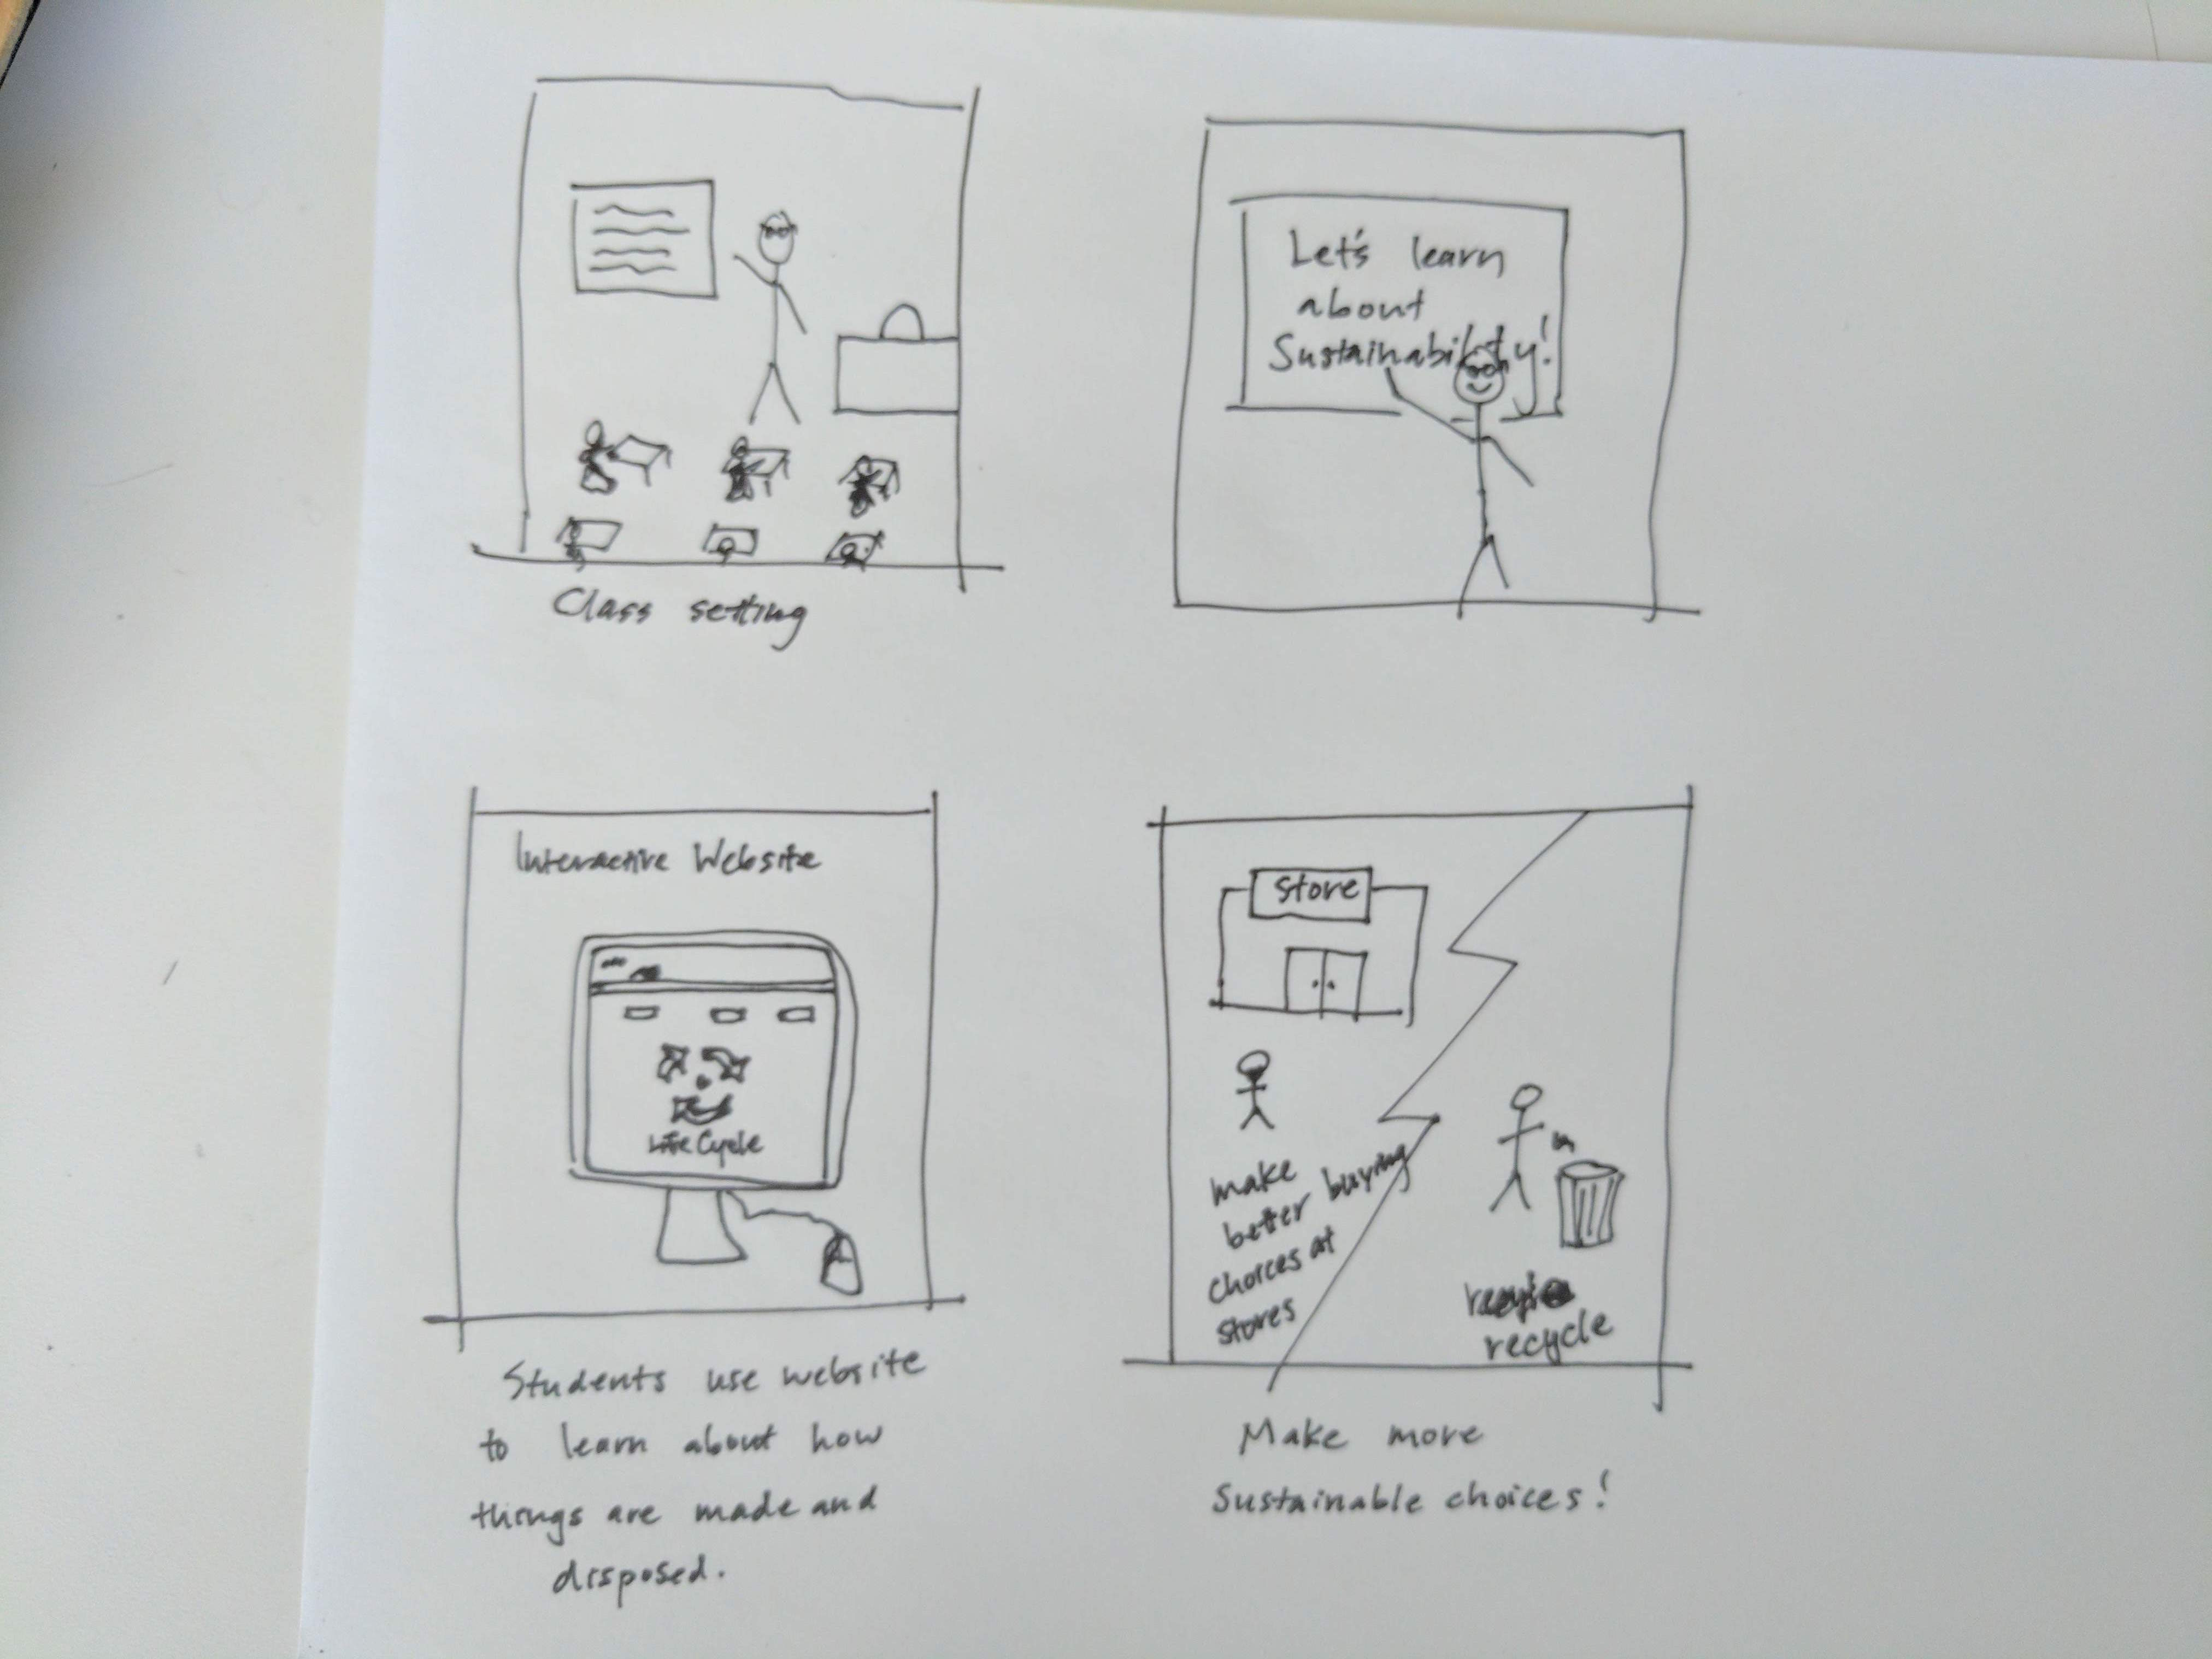 Class setting
Let's learn
about
Sustainability!
Interactive Website
Life Cycle
Students use website
to learn about how
things are made and
disposed.
Store
make
better buying
choices at
stores
recycle
Make more
Sustainable choices!